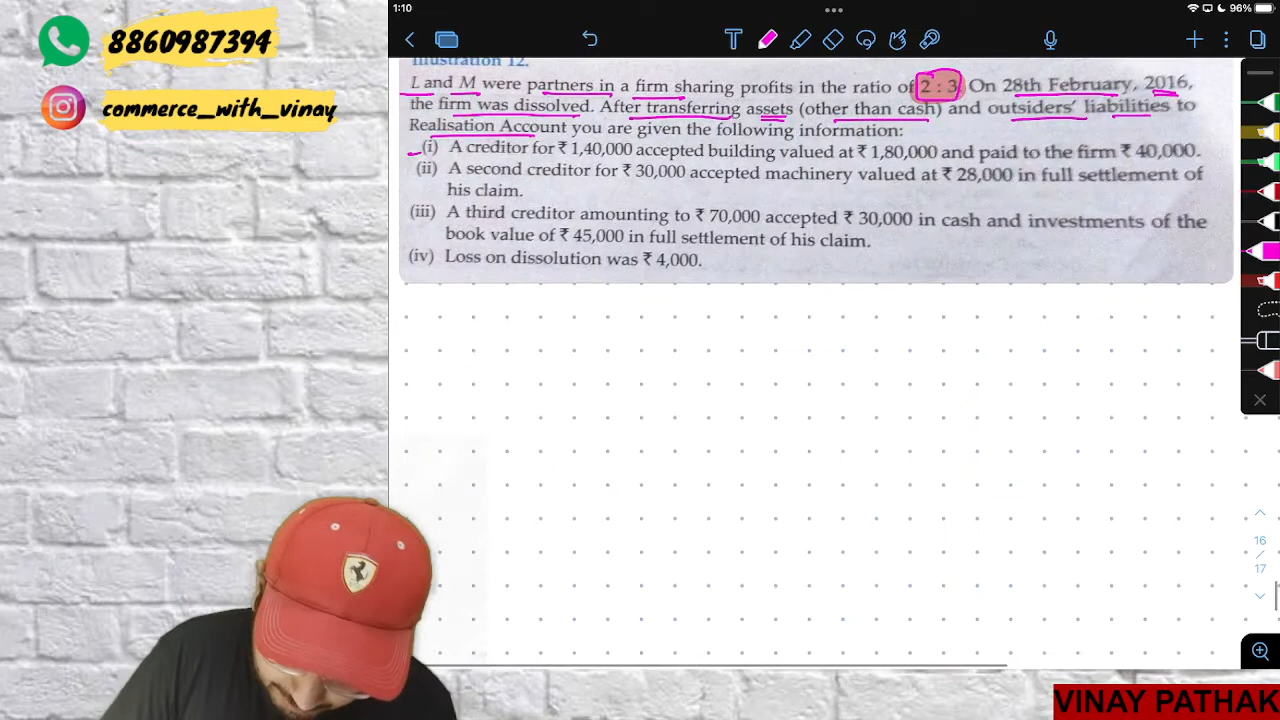 8860987394
commerce_with_vinay
1:10
96%
Illustration 12.
L and M were partners in a firm sharing profits in the ratio of 2 : 3. On 28th February, 2016,
the firm was dissolved. After transferring assets (other than cash) and outsiders' liabilities to
Realisation Account you are given the following information:
(i) A creditor for ₹ 1,40,000 accepted building valued at ₹ 1,80,000 and paid to the firm ₹ 40,000.
(ii) A second creditor for ₹ 30,000 accepted machinery valued at ₹ 28,000 in full settlement of
his claim.
(iii) A third creditor amounting to ₹ 70,000 accepted ₹ 30,000 in cash and investments of the
book value of ₹ 45,000 in full settlement of his claim.
(iv) Loss on dissolution was ₹ 4,000.
16
/
17
VINAY PATHAK